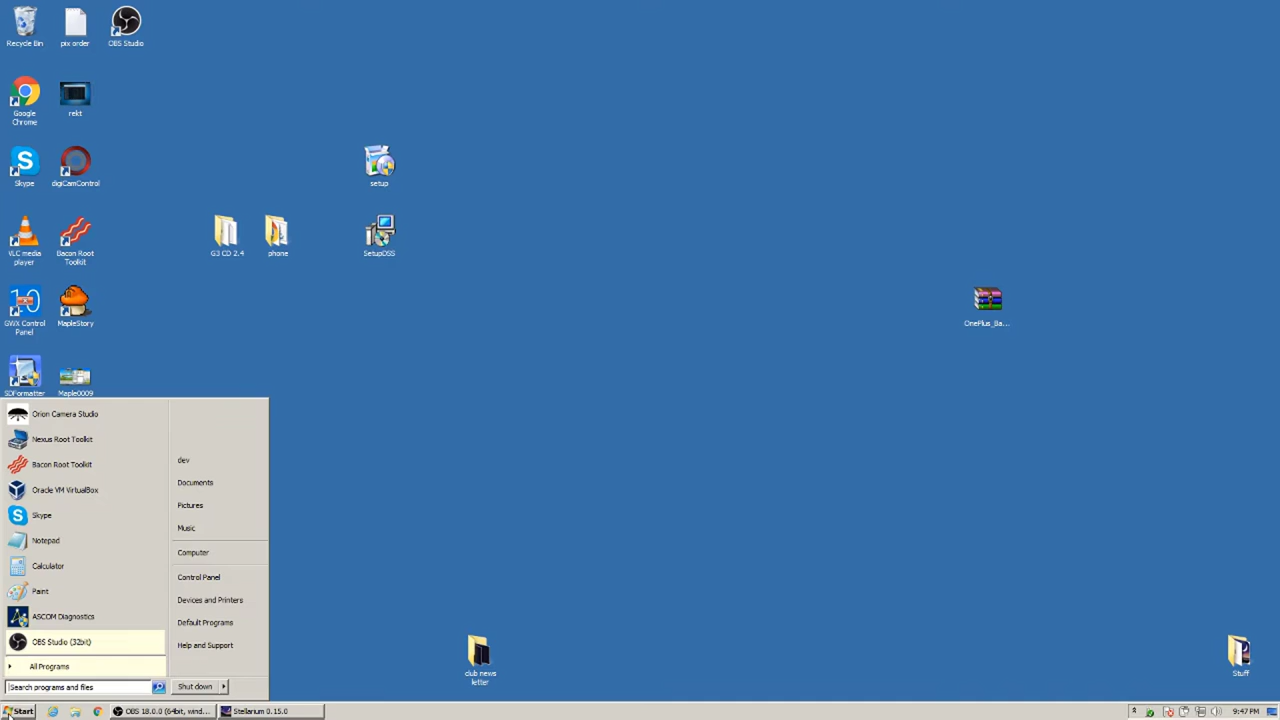 Recycle Bin
pix order
OBS Studio
Google
Chrome
rekt
Skype
digiCamControl
setup
VLC media
player
Bacon Root
Toolkit
G3 CD 2.4
phone
SetupDSS
GWX Control
Panel
MapleStory
OnePlus_Ba...
SDFormatter
Maple0009
Orion Camera Studio
Nexus Root Toolkit
Bacon Root Toolkit
Oracle VM VirtualBox
Skype
Notepad
Calculator
Paint
ASCOM Diagnostics
OBS Studio (32bit)
All Programs
Search programs and files
dev
Documents
Pictures
Music
Computer
Control Panel
Devices and Printers
Default Programs
Help and Support
Shut down
club news
letter
Stuff
Start
OBS 18.0.0 (64bit, wind...
Stellarium 0.15.0
9:47 PM